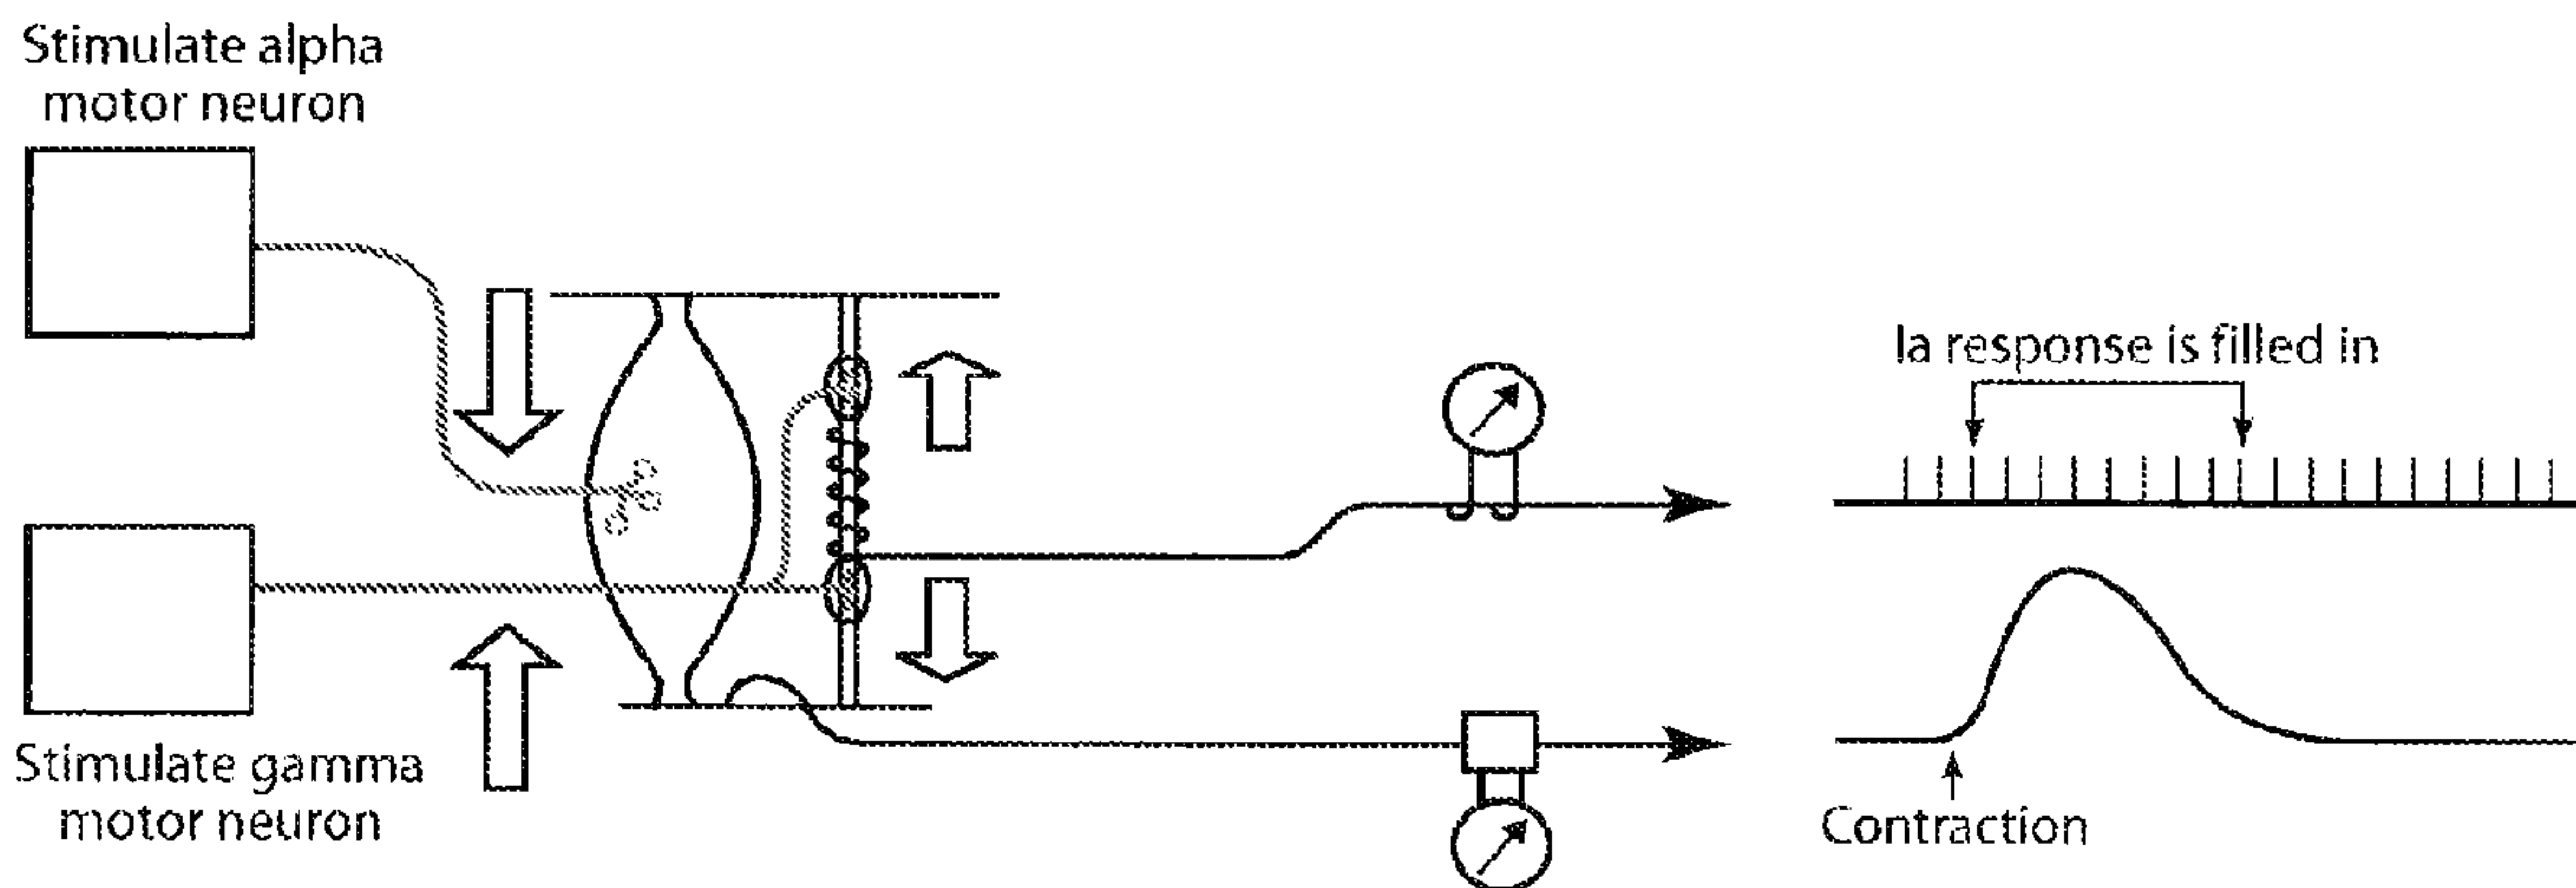 Stimulate alpha
motor neuron
Stimulate gamma
motor neuron
Ia response is filled in
Contraction